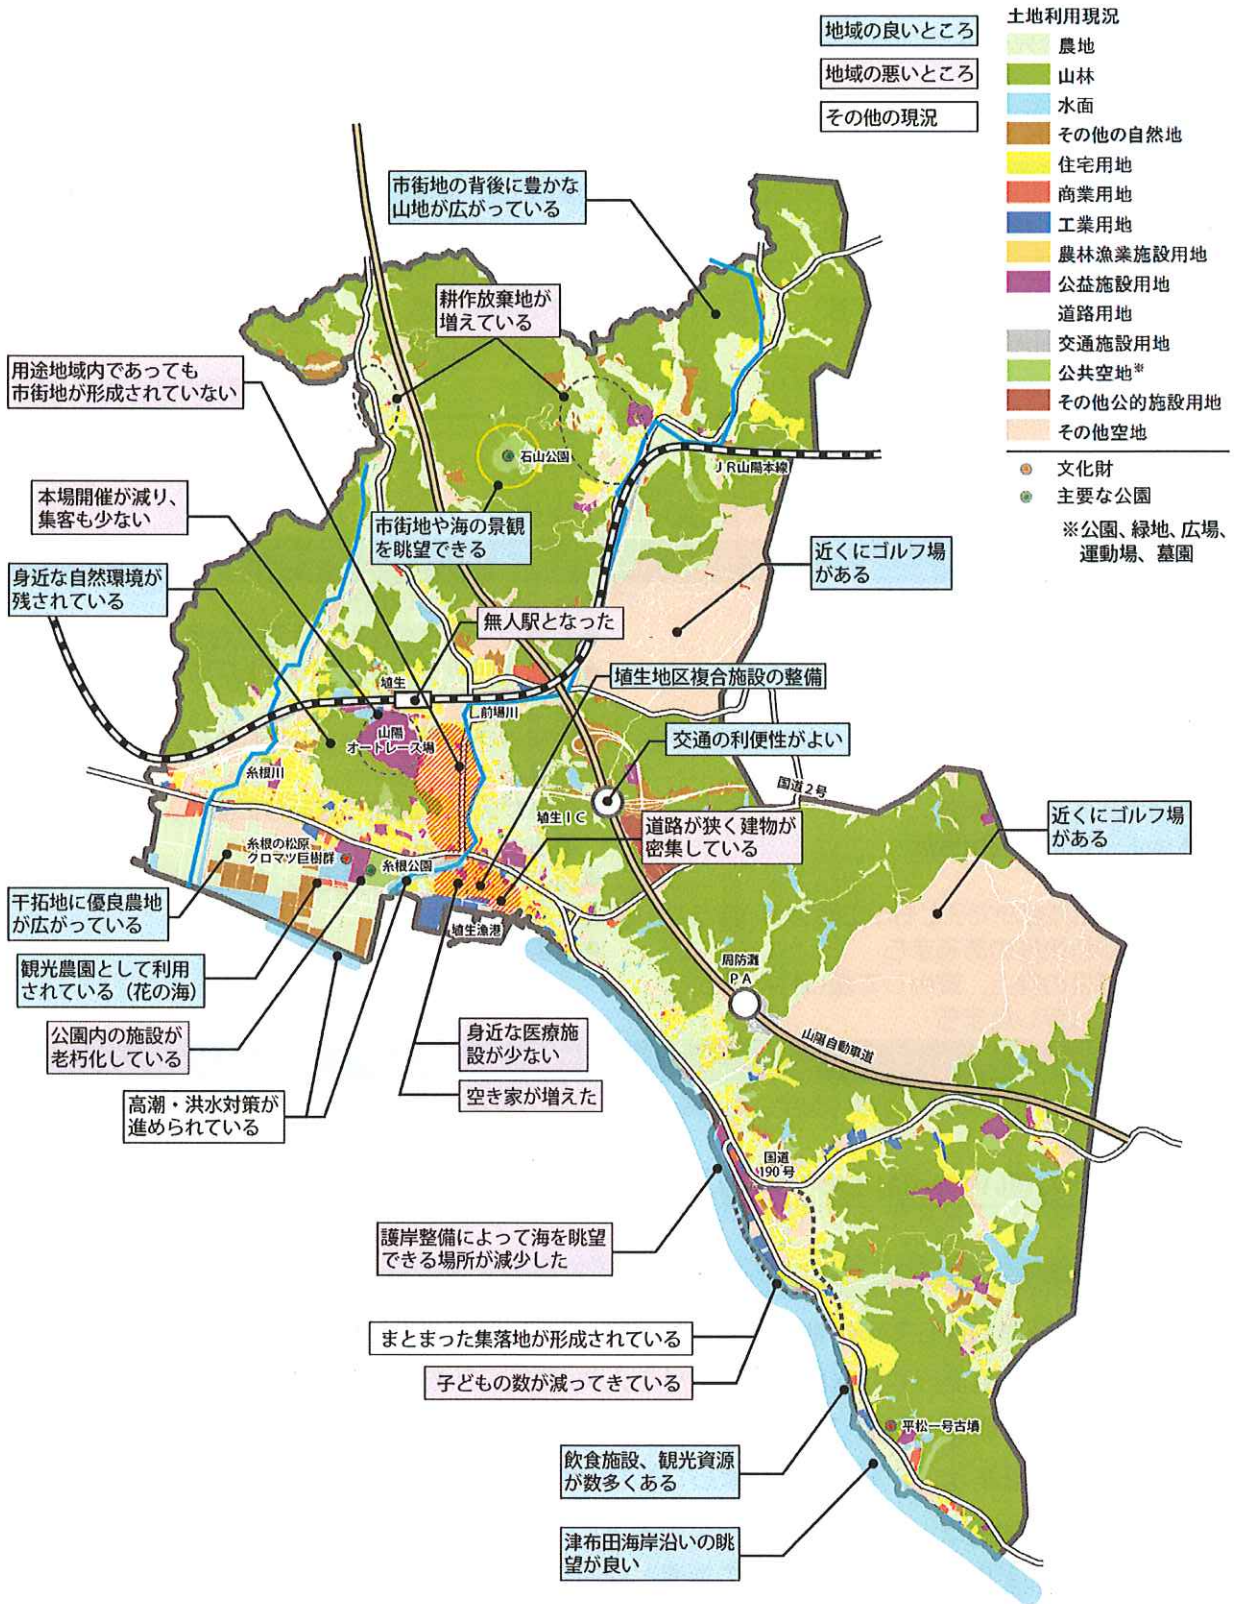 地域の良いところ
地域の悪いところ
その他の現況
土地利用現況
農地
山林
水面
その他の自然地
住宅用地
商業用地
工業用地
農林漁業施設用地
公益施設用地
道路用地
交通施設用地
公共空地※
その他公的施設用地
その他空地
文化財
主要な公園
※公園、緑地、広場、
運動場、墓園
市街地の背後に豊かな
山地が広がっている
耕作放棄地が
増えている
用途地域内であっても
市街地が形成されていない
石山公園
JR山陽本線
本場開催が減り、
集客も少ない
市街地や海の景観
を眺望できる
近くにゴルフ場
がある
身近な自然環境が
残されている
無人駅となった
埴生
埴生地区複合施設の整備
前場川
山陽
オートレース場
交通の利便性がよい
糸根川
国道2号
埴生IC
道路が狭く建物が
密集している
近くにゴルフ場
がある
糸根の松原
クロマツ巨樹群
糸根公園
干拓地に優良農地
が広がっている
埴生漁港
観光農園として利用
されている（花の海）
周防灘
PA
公園内の施設が
老朽化している
身近な医療施
設が少ない
山陽自動車道
空き家が増えた
高潮・洪水対策が
進められている
国道
190号
護岸整備によって海を眺望
できる場所が減少した
まとまった集落地が形成されている
子どもの数が減ってきている
平松一号古墳
飲食施設、観光資源
が数多くある
津布田海岸沿いの眺
望が良い